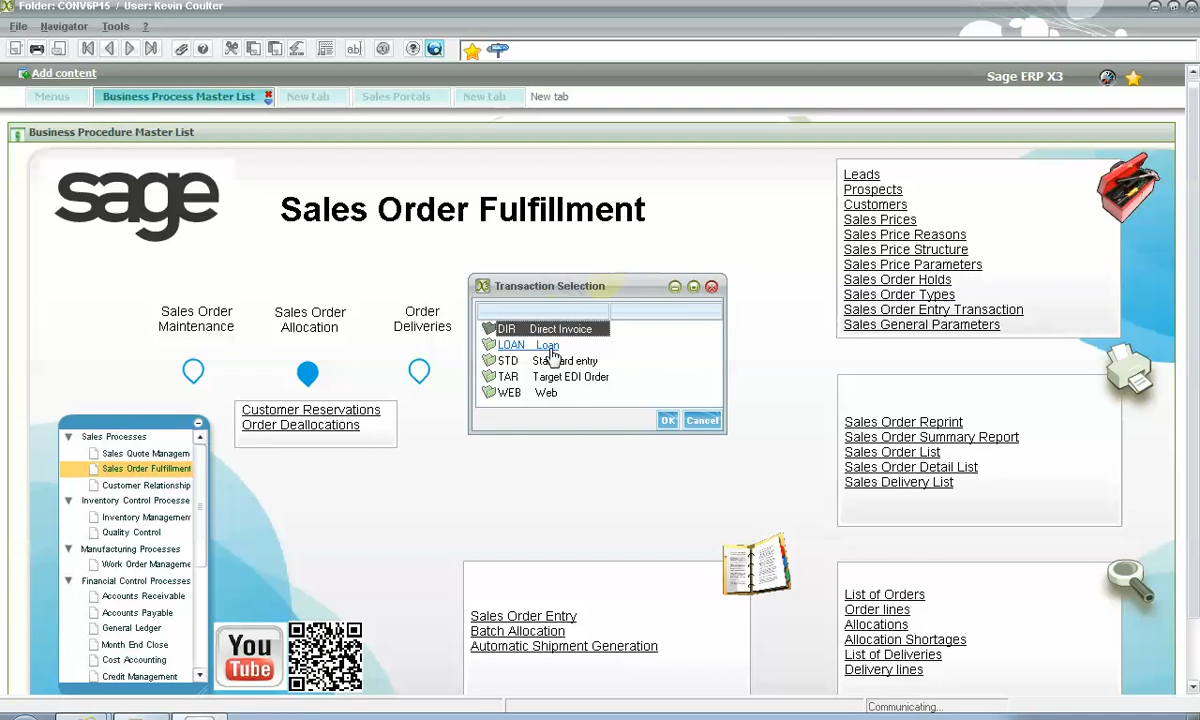 Folder: CONV6P15 / User: Kevin Coulter
File Navigator Tools ?
Add content
Sage ERP X3
Menus Business Process Master List New Lab Sales Portals New Lab New tab
Business Procedure Master List
sage
Sales Order Fulfillment
Leads
Prospects
Customers
Sales Prices
Sales Price Reasons
Sales Price Structure
Sales Price Parameters
Sales Order Holds
Sales Order Types
Sales Order Entry Transaction
Sales General Parameters
Transaction Selection
DIR Direct Invoice
LOAN Loan
STD Standard entry
TAR Target EDI Order
WEB Web
OK Cancel
Sales Order Maintenance
Sales Order Allocation
Order Deliveries
Customer Reservations
Order Deallocations
Sales Processes
Sales Quote Managem
Sales Order Fulfillment
Customer Relationship
Inventory Control Processe
Inventory Managemen
Quality Control
Manufacturing Processes
Work Order Manageme
Financial Control Processes
Accounts Receivable
Accounts Payable
General Ledger
Month End Close
Cost Accounting
Credit Management
You Tube
Sales Order Reprint
Sales Order Summary Report
Sales Order List
Sales Order Detail List
Sales Delivery List
Sales Order Entry
Batch Allocation
Automatic Shipment Generation
List of Orders
Order lines
Allocations
Allocation Shortages
List of Deliveries
Delivery lines
Communicating...